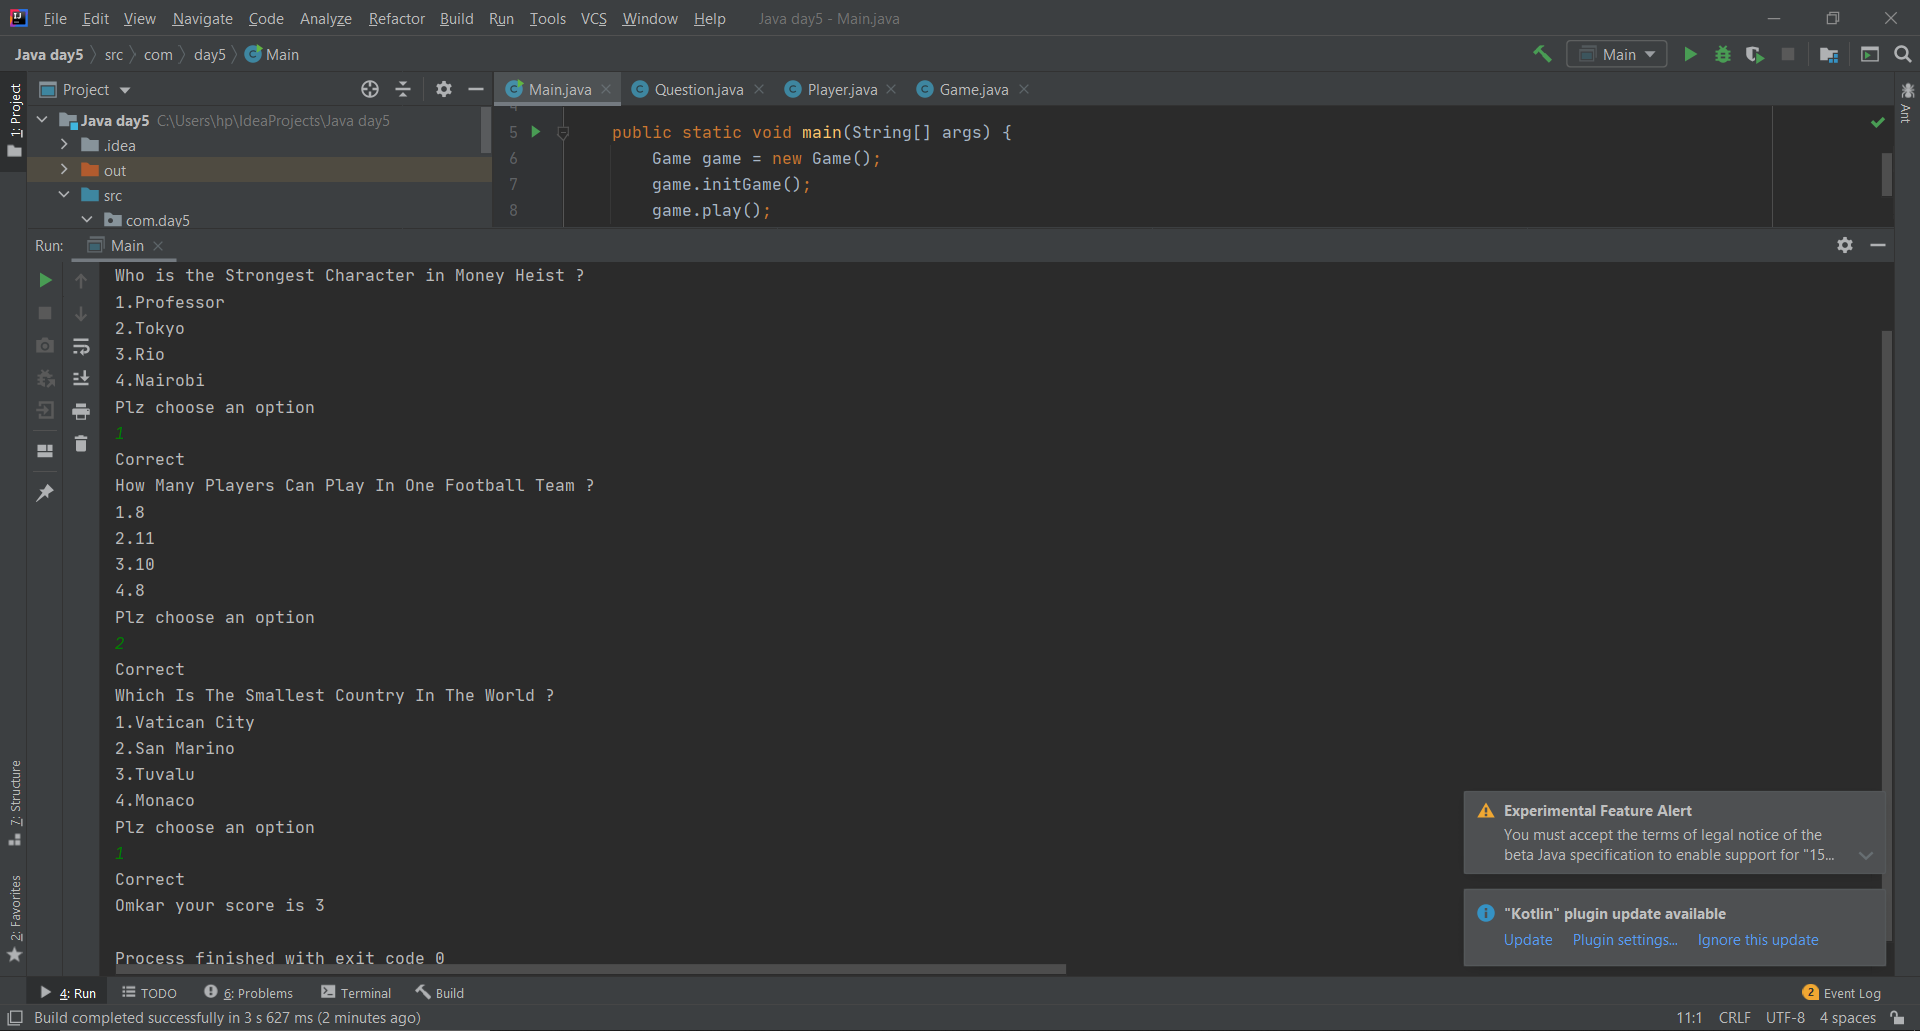 File Edit View Navigate Code Analyze Refactor Build Run Tools VCS Window Help Java day5 - Main.java
Java day5 src com day5 Main
Main
1: Project
Project
Java day5 C:\Users\hp\IdeaProjects\Java day5
.idea
out
src
com.day5
Main.java Question.java Player.java Game.java
4
5 public static void main(String[] args) {
6 Game game = new Game();
7 game.initGame();
8 game.play();
Ant
Run: Main
Who is the Strongest Character in Money Heist ?
1.Professor
2.Tokyo
3.Rio
4.Nairobi
Plz choose an option
1
Correct
How Many Players Can Play In One Football Team ?
1.8
2.11
3.10
4.8
Plz choose an option
2
Correct
Which Is The Smallest Country In The World ?
1.Vatican City
2.San Marino
3.Tuvalu
4.Monaco
Plz choose an option
1
Correct
Omkar your score is 3
Process finished with exit code 0
7: Structure
2: Favorites
Experimental Feature Alert
You must accept the terms of legal notice of the
beta Java specification to enable support for "15...
"Kotlin" plugin update available
Update Plugin settings... Ignore this update
4: Run TODO 6: Problems Terminal Build
2 Event Log
Build completed successfully in 3 s 627 ms (2 minutes ago)
11:1 CRLF UTF-8 4 spaces